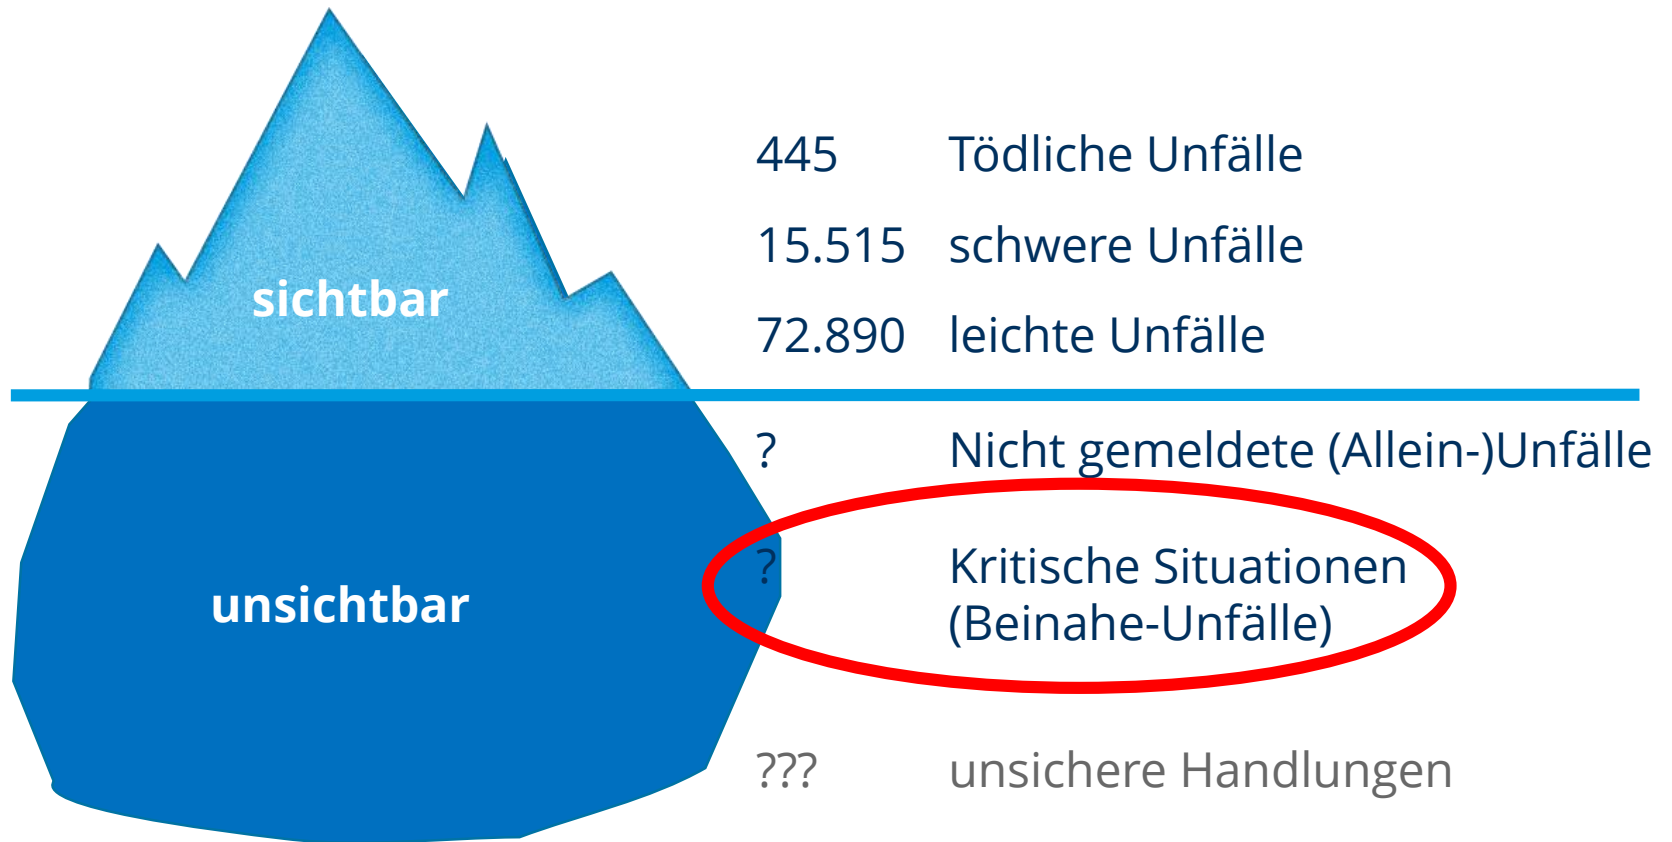 445 Tödliche Unfälle
15.515 schwere Unfälle
sichtbar
72.890 leichte Unfälle
? Nicht gemeldete (Allein-)Unfälle
? Kritische Situationen
(Beinahe-Unfälle)
unsichtbar
??? unsichere Handlungen